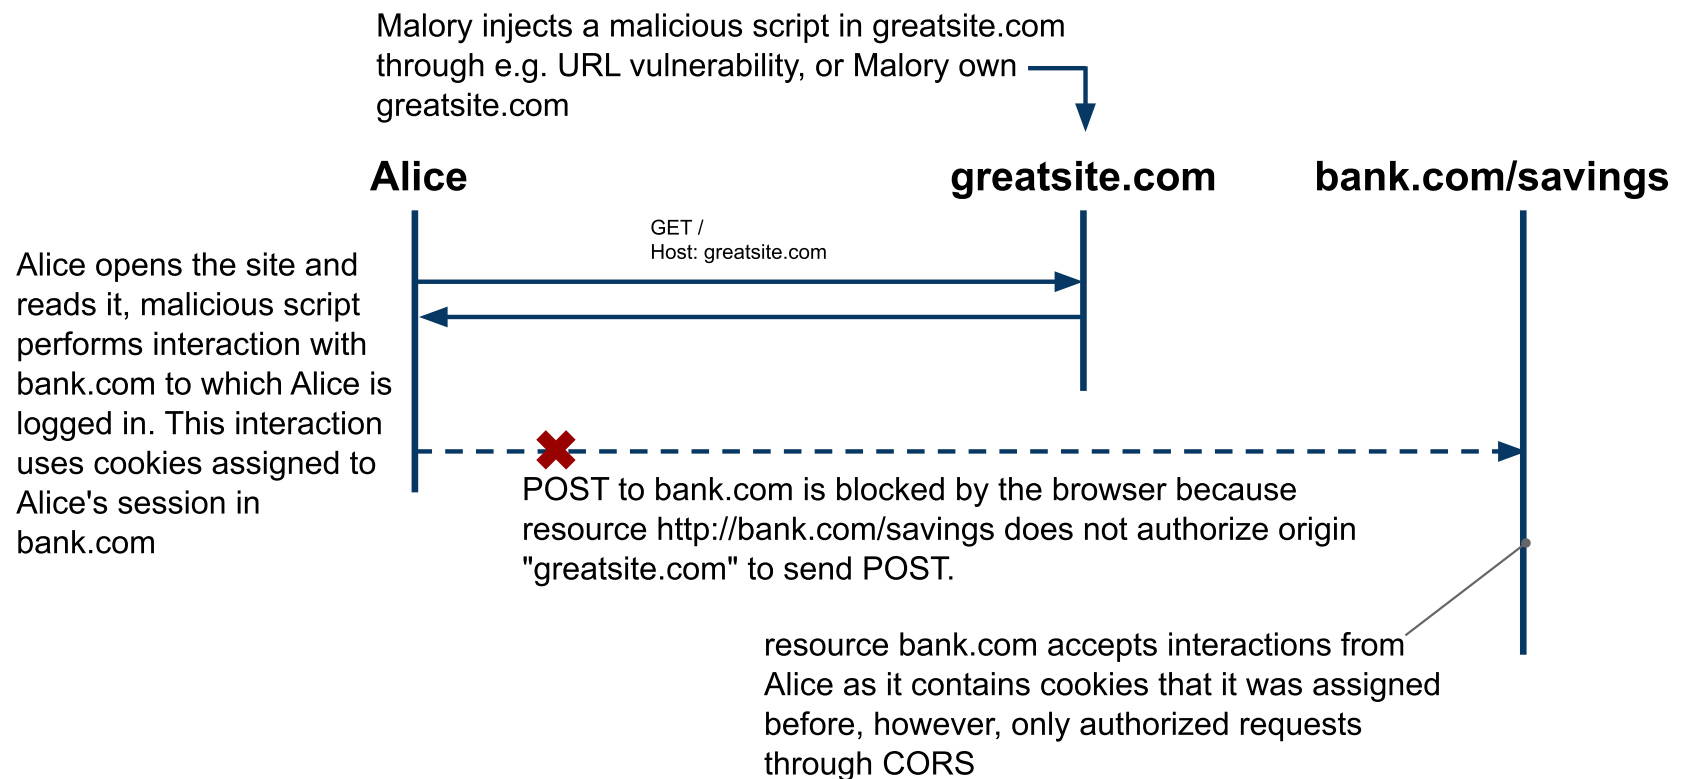 Malory injects a malicious script in greatsite.com
through e.g. URL vulnerability, or Malory own
greatsite.com
Alice
greatsite.com
bank.com/savings
GET /
Host: greatsite.com
Alice opens the site and
reads it, malicious script
performs interaction with
bank.com to which Alice is
logged in. This interaction
uses cookies assigned to
Alice's session in
bank.com
POST to bank.com is blocked by the browser because
resource http://bank.com/savings does not authorize origin
"greatsite.com" to send POST.
resource bank.com accepts interactions from
Alice as it contains cookies that it was assigned
before, however, only authorized requests
through CORS